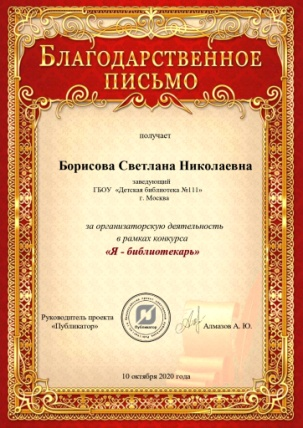 БЛАГОДАРСТВЕННОЕ
ПИСЬМО
получает
Борисова Светлана Николаевна
заведующий
ГБОУ «Детская библиотека №111»
г. Москва
за организаторскую деятельность
в рамках конкурса
«Я - библиотекарь»
Руководитель проекта
«Публикатор»
Публикатор
Алмазов А. Ю.
10 октября 2020 года